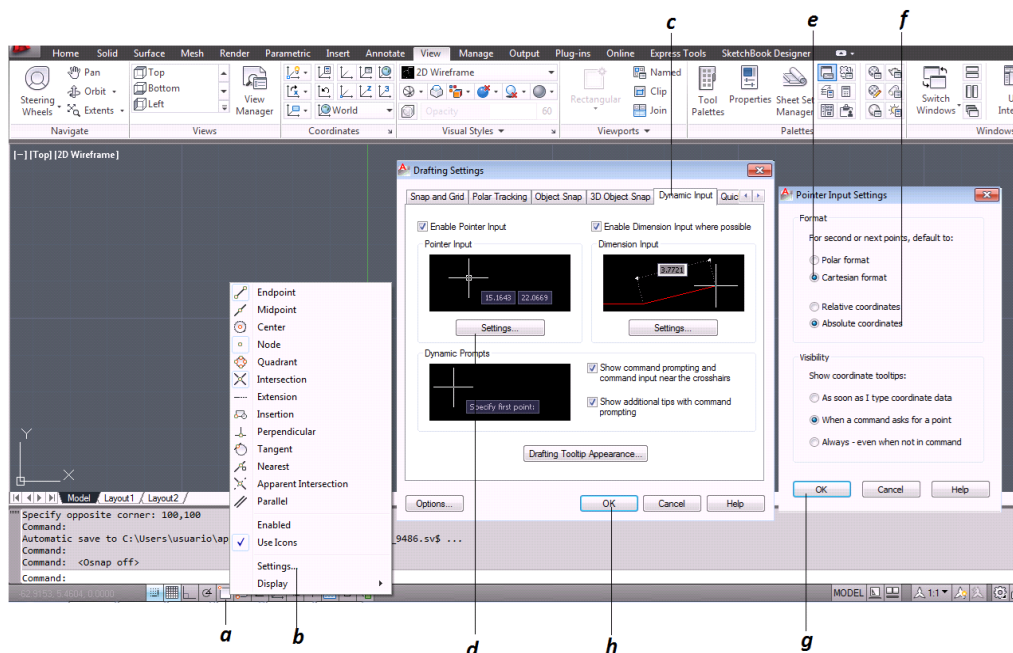 c e f
Home Solid Surface Mesh Render Parametric Insert Annotate View Manage Output Plug-ins Online Express Tools SketchBook Designer
Pan Top 2D Wireframe Named
Orbit Bottom Clip
Steering Wheels Extents Left View Manager World Opacity 60 Rectangular Join Tool Palettes Properties Sheet Set Manager Switch Windows
Navigate Views Coordinates Visual Styles Viewports Palettes Windows
[−] [Top] [2D Wireframe]
Drafting Settings
Snap and Grid Polar Tracking Object Snap 3D Object Snap Dynamic Input Quic
Enable Pointer Input Enable Dimension Input where possible
Pointer Input Dimension Input
3.7721
15.1643 22.0669
Settings... Settings...
Dynamic Prompts
Show command prompting and
command input near the crosshairs
Specify first point:
Show additional tips with command
prompting
Drafting Tooltip Appearance...
Options... OK Cancel Help
Pointer Input Settings
Format
For second or next points, default to:
Polar format
Cartesian format
Relative coordinates
Absolute coordinates
Visibility
Show coordinate tooltips:
As soon as I type coordinate data
When a command asks for a point
Always - even when not in command
OK Cancel Help
Endpoint
Midpoint
Center
Node
Quadrant
Intersection
Extension
Insertion
Perpendicular
Tangent
Nearest
Apparent Intersection
Parallel
Enabled
Use Icons
Settings...
Display
Y
X
Model Layout1 Layout2
Specify opposite corner: 100,100
Command:
Automatic save to C:\Users\usuario\ap 9486.sv$ ...
Command:
Command: <Osnap off>
Command:
MODEL 1:1
a b d h g